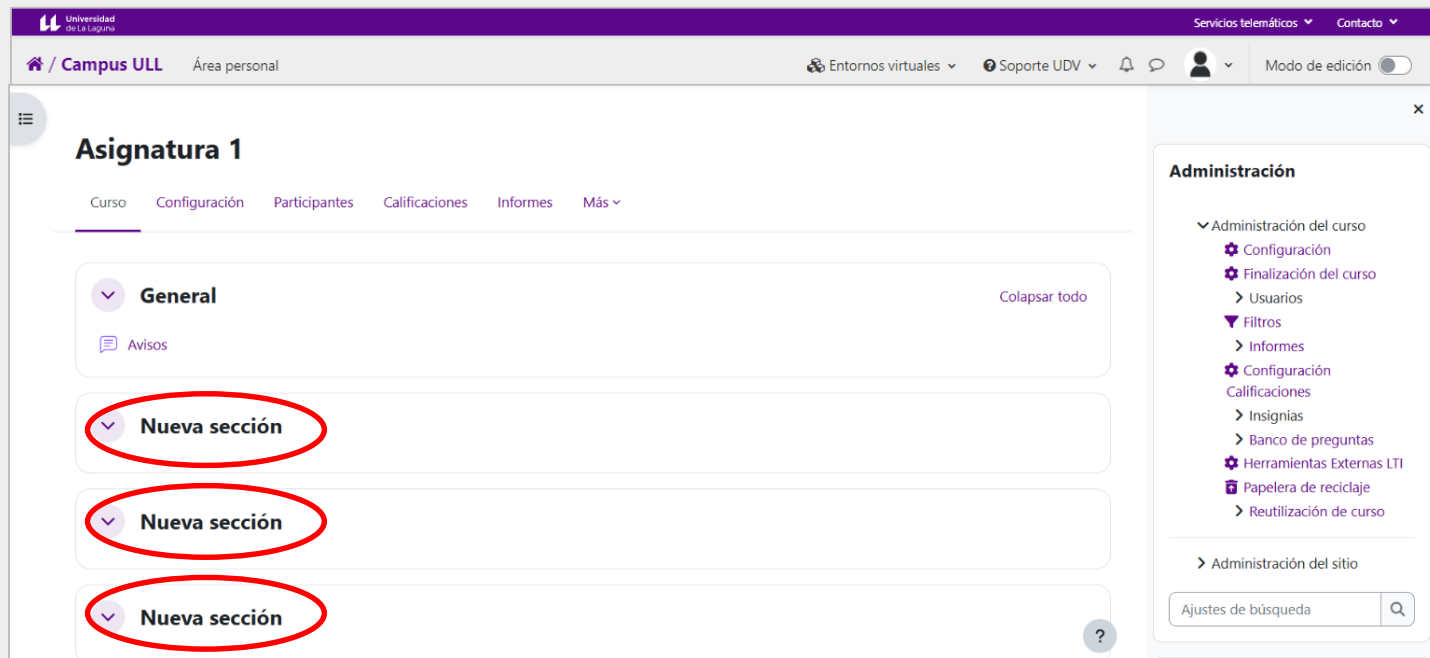 Universidad
de La Laguna
Servicios telemáticos
Contacto
/ Campus ULL
Área personal
Entornos virtuales
Soporte UDV
Modo de edición
Asignatura 1
Curso
Configuración
Participantes
Calificaciones
Informes
Más
General
Colapsar todo
Avisos
Nueva sección
Nueva sección
Nueva sección
?
Administración
Administración del curso
Configuración
Finalización del curso
Usuarios
Filtros
Informes
Configuración
Calificaciones
Insignias
Banco de preguntas
Herramientas Externas LTI
Papelera de reciclaje
Reutilización de curso
Administración del sitio
Ajustes de búsqueda